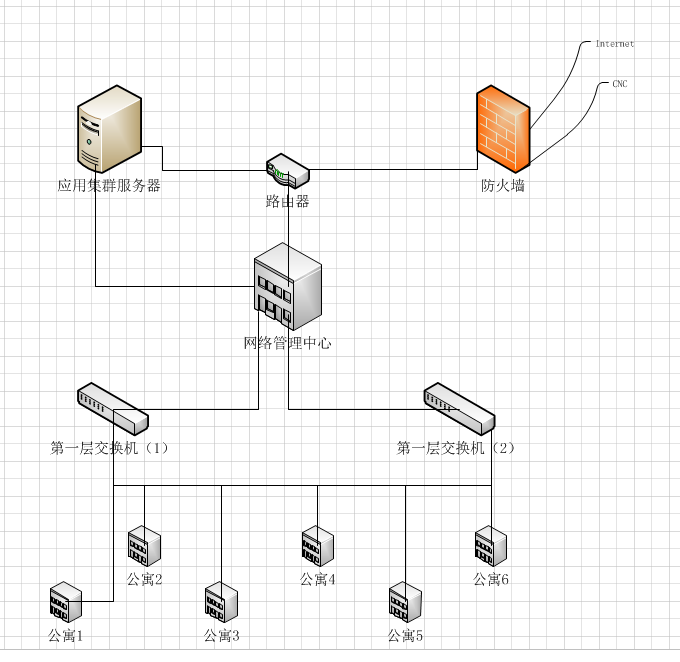 Internet
CNC
应用集群服务器
路由器
防火墙
网络管理中心
第一层交换机（1）
第一层交换机（2）
公寓2
公寓4
公寓6
公寓1
公寓3
公寓5